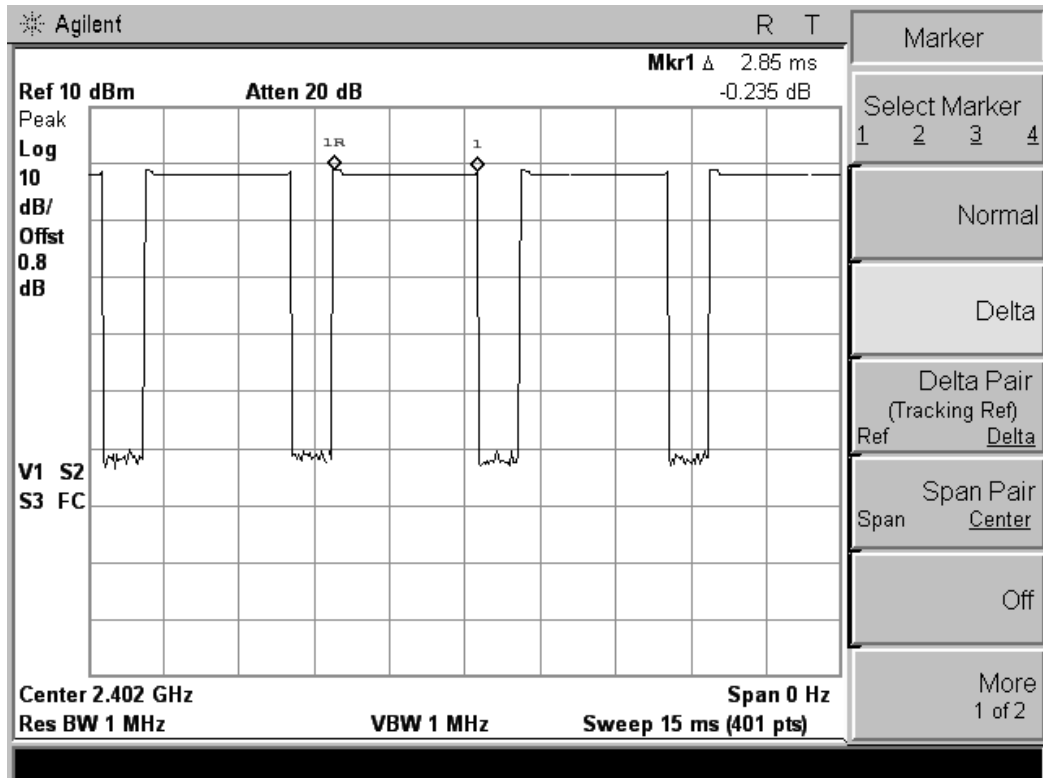 Agilent R T
Mkr1 Δ 2.85 ms
Ref 10 dBm Atten 20 dB -0.235 dB
Peak
Log
10
dB/
Offst
0.8
dB
1R
1
V1 S2
S3 FC
Center 2.402 GHz Span 0 Hz
Res BW 1 MHz VBW 1 MHz Sweep 15 ms (401 pts)
Marker
Select Marker
1 2 3 4
Normal
Delta
Delta Pair
(Tracking Ref)
Ref Delta
Span Pair
Span Center
Off
More
1 of 2